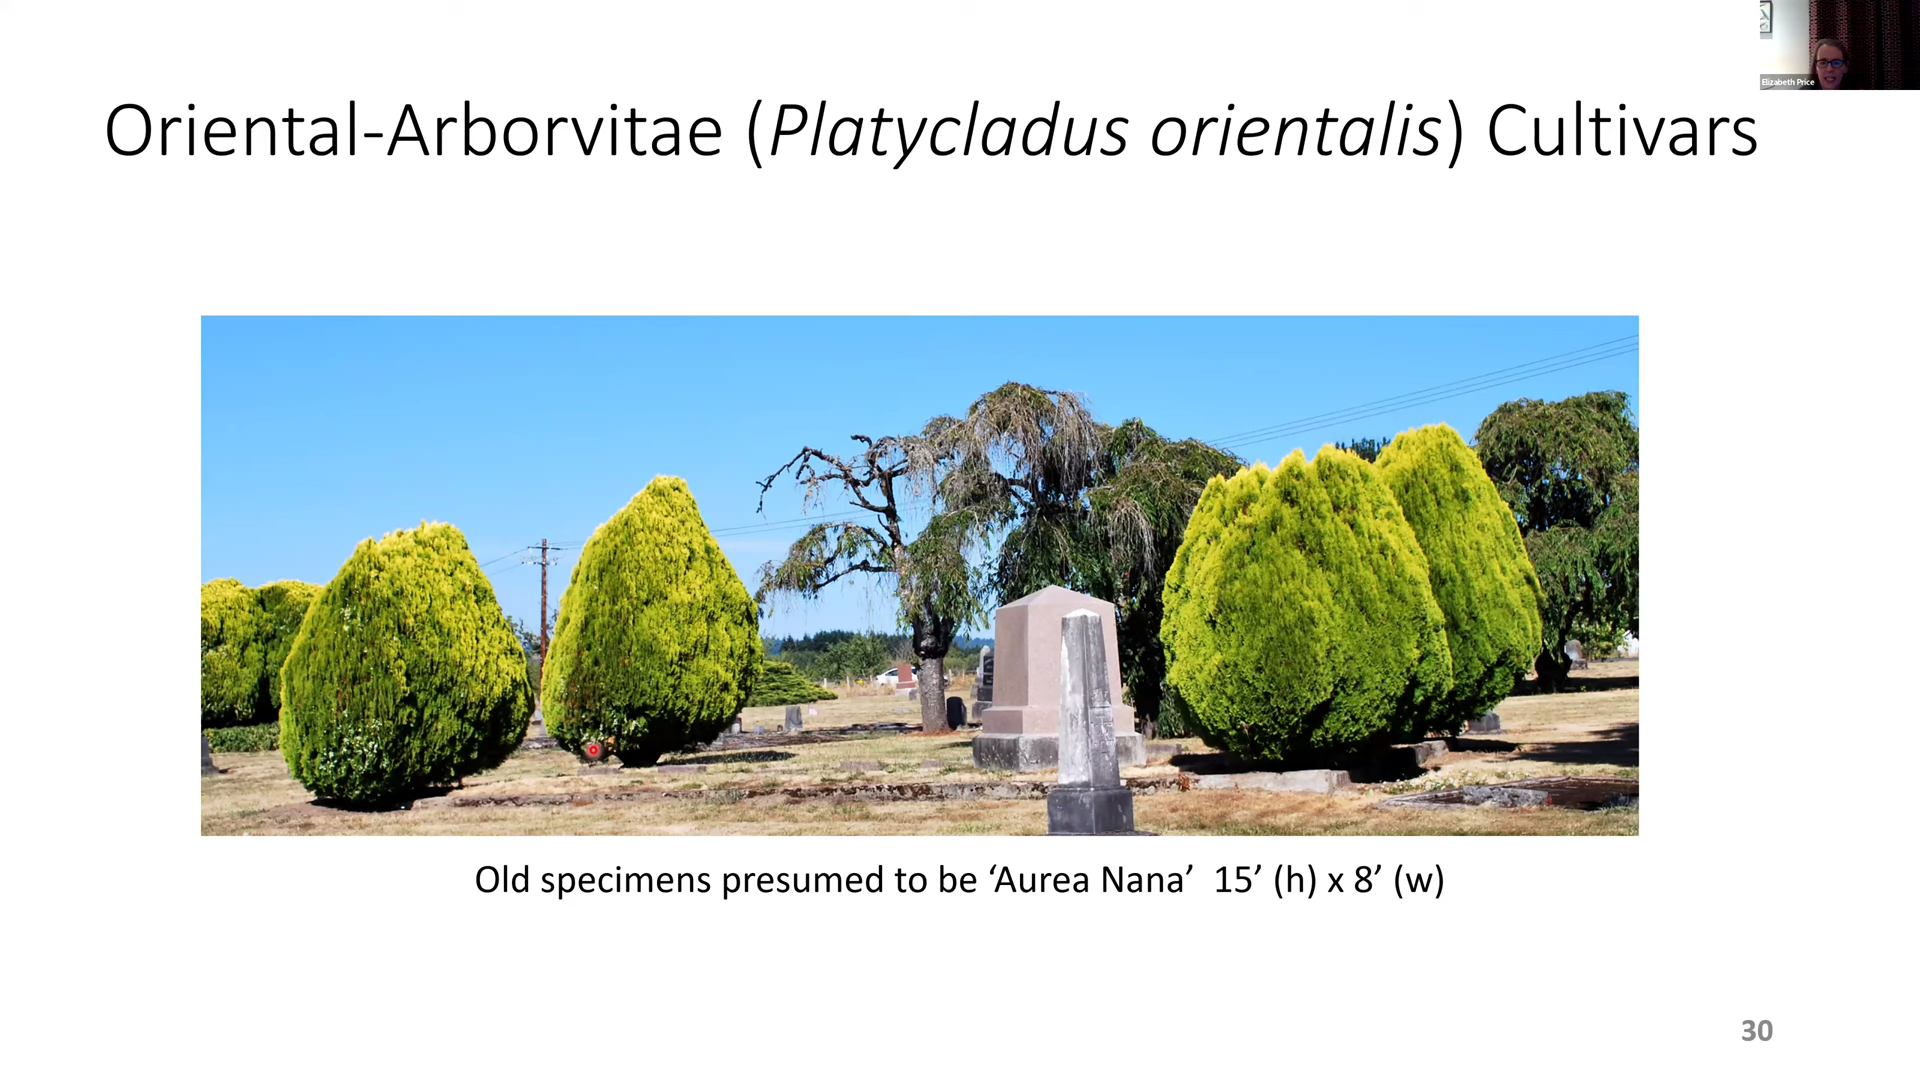 Elizabeth Price
Oriental-Arborvitae (Platycladus orientalis) Cultivars
Old specimens presumed to be ‘Aurea Nana’  15’ (h) x 8’ (w)
30